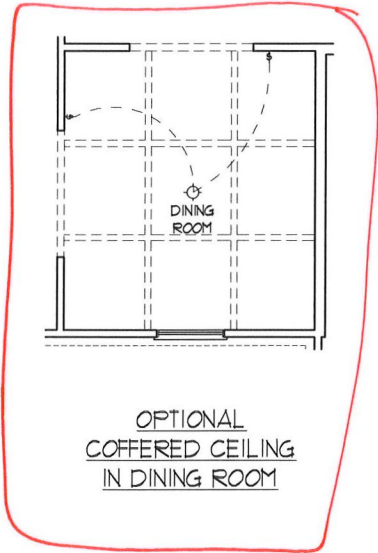 $
$
DINING
ROOM
OPTIONAL
COFFERED CEILING
IN DINING ROOM